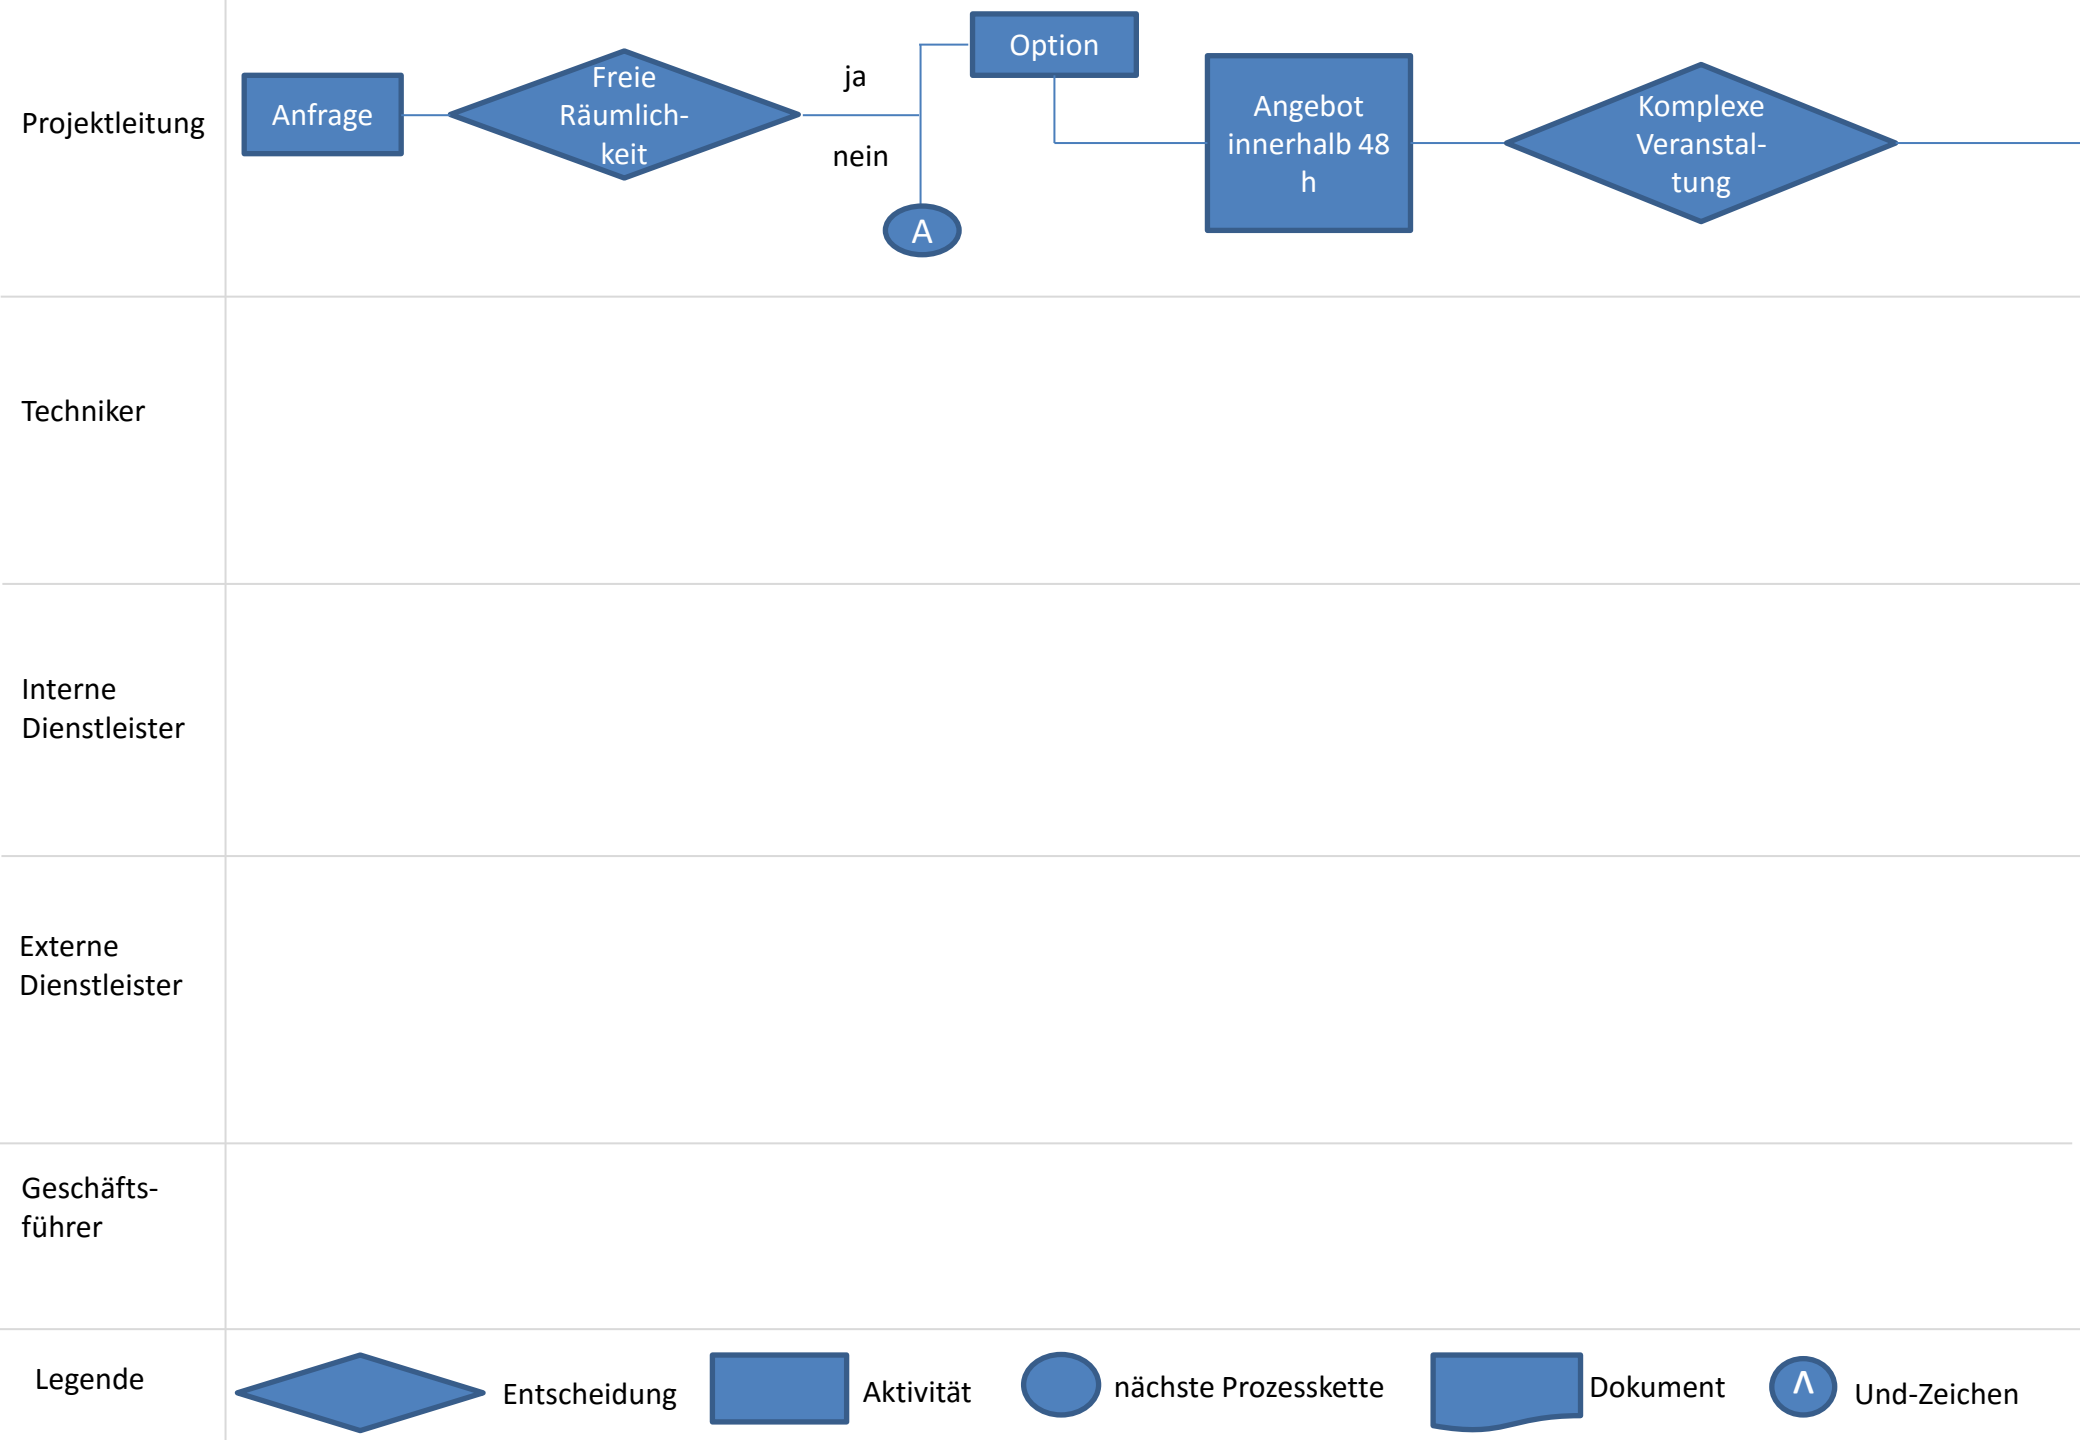 Projektleitung
Anfrage
Freie
Räumlich-
keit
ja
nein
A
Option
Angebot
innerhalb 48
h
Komplexe
Veranstal-
tung
Techniker
Interne
Dienstleister
Externe
Dienstleister
Geschäfts-
führer
Legende
Entscheidung
Aktivität
nächste Prozesskette
Dokument
^
Und-Zeichen